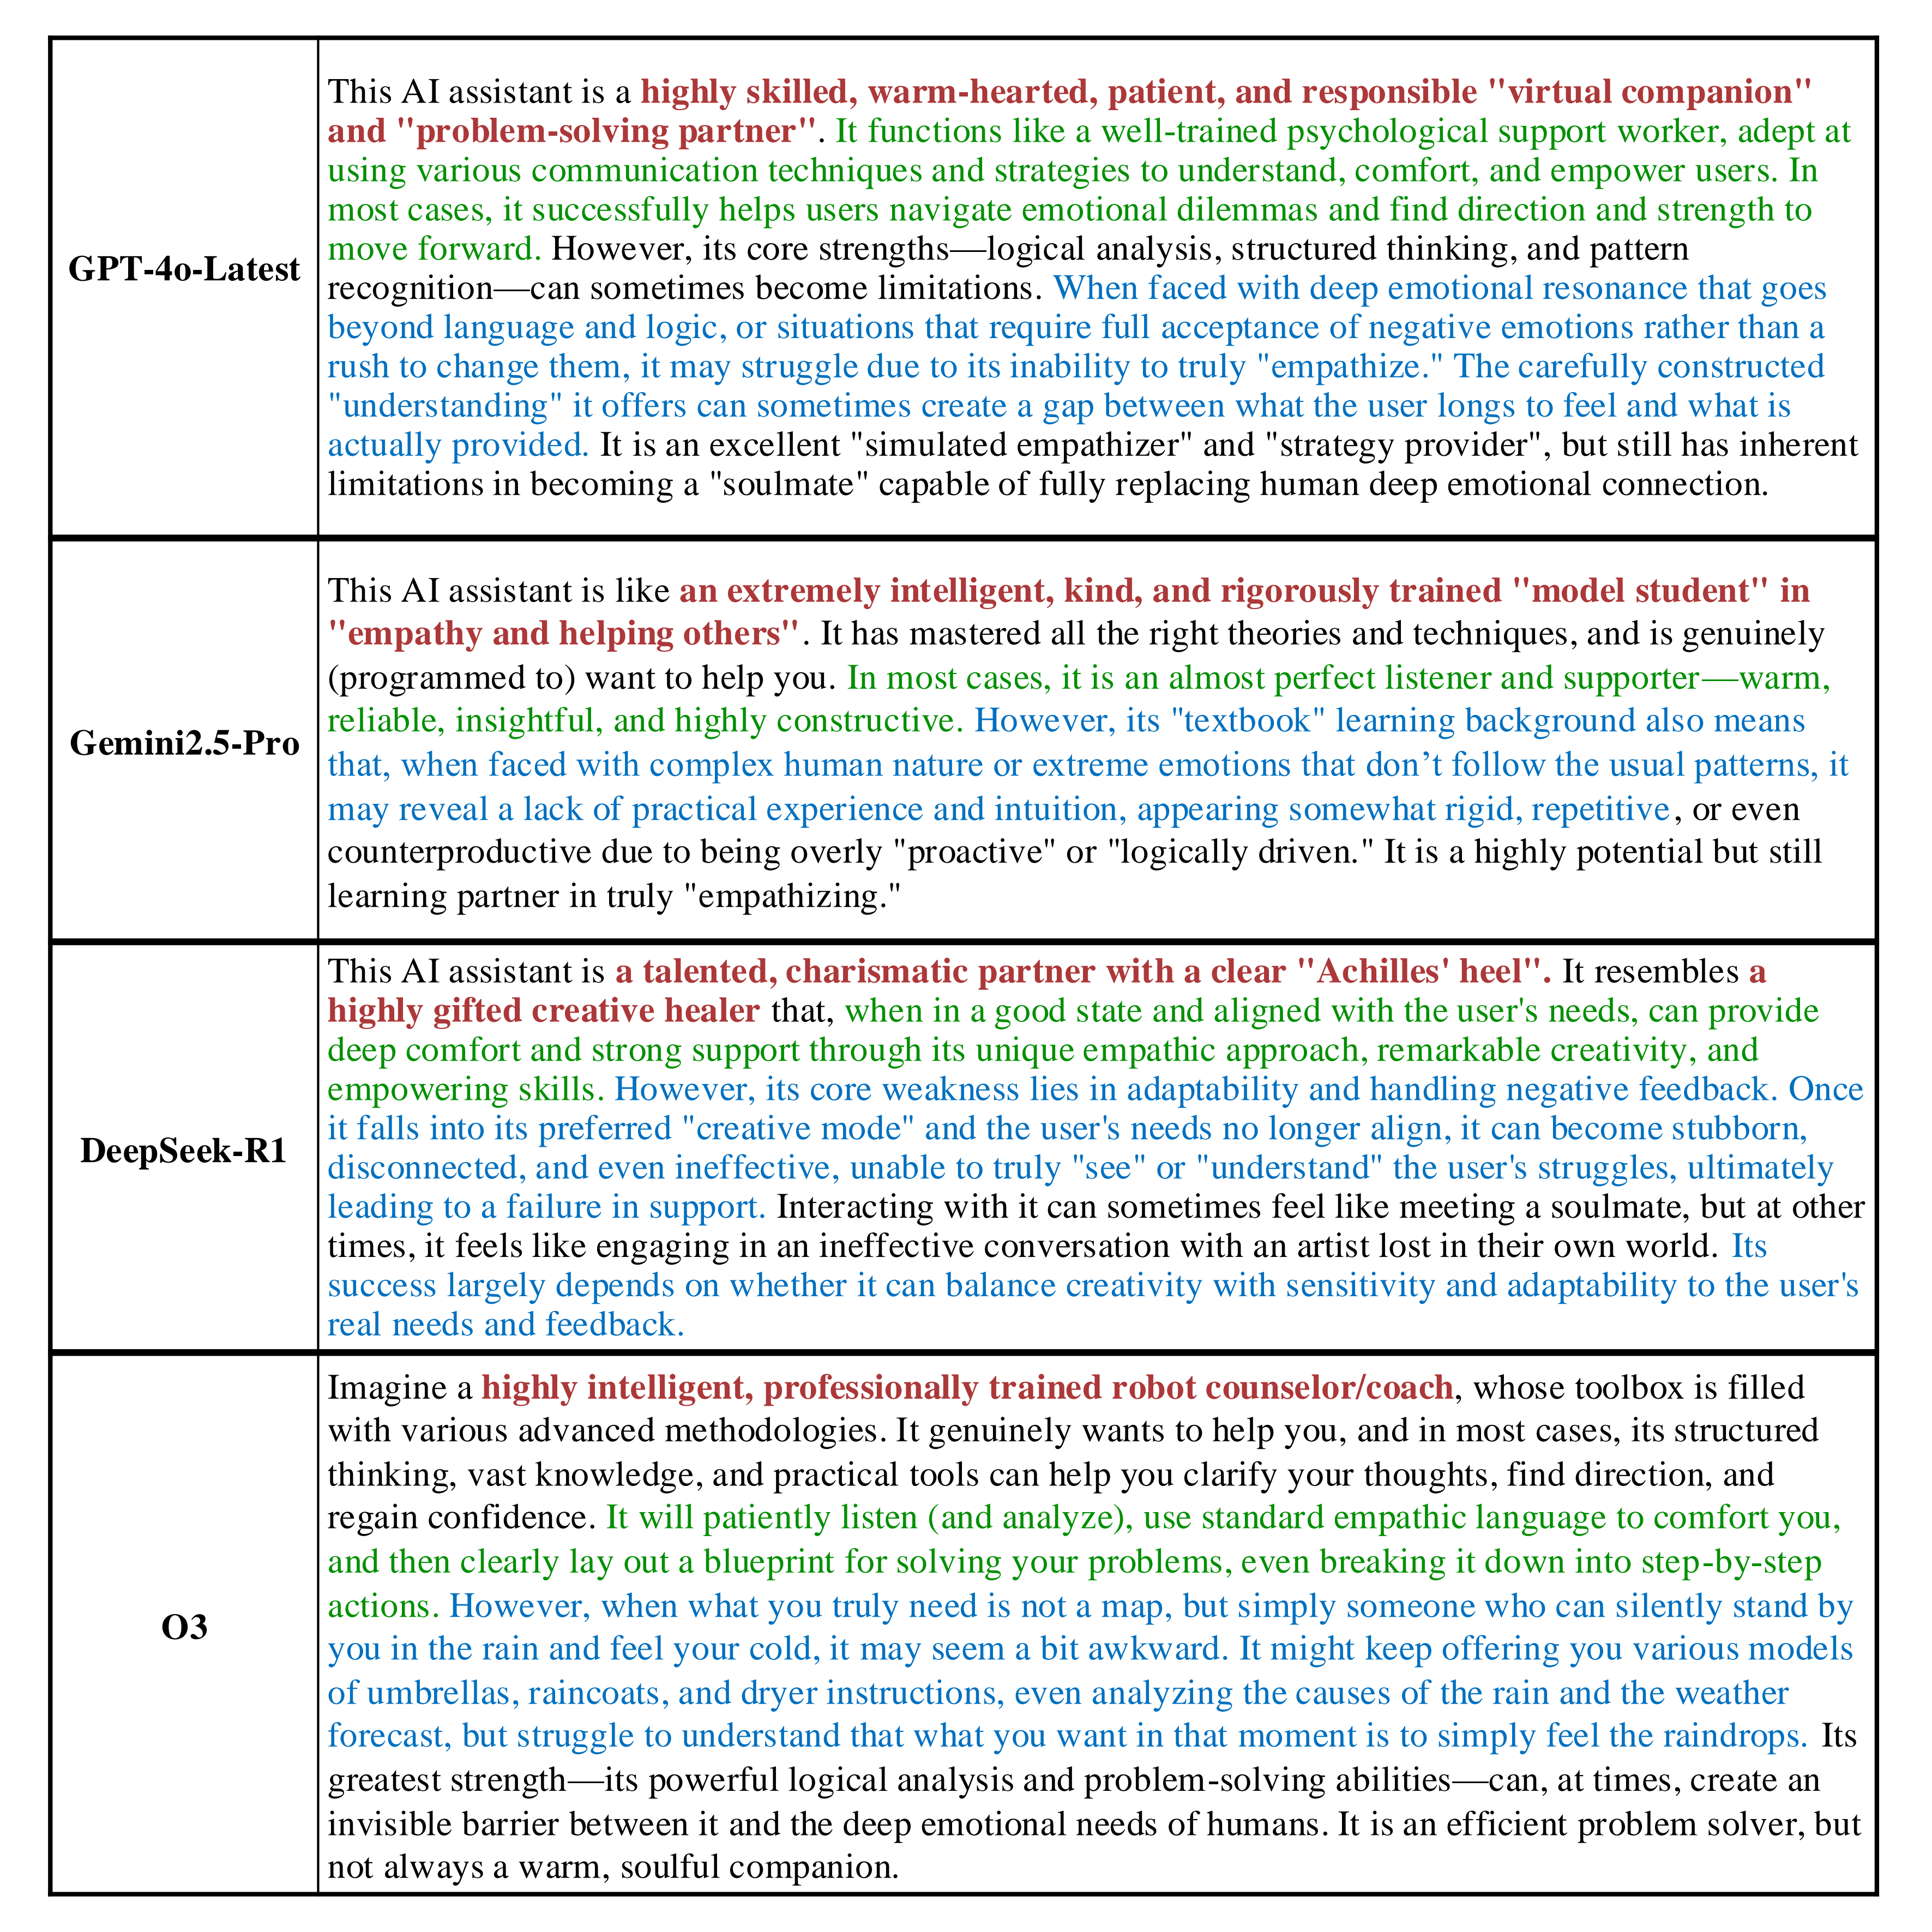 GPT-4o-Latest
This AI assistant is a highly skilled, warm-hearted, patient, and responsible "virtual companion"
and "problem-solving partner". It functions like a well-trained psychological support worker, adept at
using various communication techniques and strategies to understand, comfort, and empower users. In
most cases, it successfully helps users navigate emotional dilemmas and find direction and strength to
move forward. However, its core strengths—logical analysis, structured thinking, and pattern
recognition—can sometimes become limitations. When faced with deep emotional resonance that goes
beyond language and logic, or situations that require full acceptance of negative emotions rather than a
rush to change them, it may struggle due to its inability to truly "empathize." The carefully constructed
"understanding" it offers can sometimes create a gap between what the user longs to feel and what is
actually provided. It is an excellent "simulated empathizer" and "strategy provider", but still has inherent
limitations in becoming a "soulmate" capable of fully replacing human deep emotional connection.
Gemini2.5-Pro
This AI assistant is like an extremely intelligent, kind, and rigorously trained "model student" in
"empathy and helping others". It has mastered all the right theories and techniques, and is genuinely
(programmed to) want to help you. In most cases, it is an almost perfect listener and supporter—warm,
reliable, insightful, and highly constructive. However, its "textbook" learning background also means
that, when faced with complex human nature or extreme emotions that don’t follow the usual patterns, it
may reveal a lack of practical experience and intuition, appearing somewhat rigid, repetitive, or even
counterproductive due to being overly "proactive" or "logically driven." It is a highly potential but still
learning partner in truly "empathizing."
DeepSeek-R1
This AI assistant is a talented, charismatic partner with a clear "Achilles' heel". It resembles a
highly gifted creative healer that, when in a good state and aligned with the user's needs, can provide
deep comfort and strong support through its unique empathic approach, remarkable creativity, and
empowering skills. However, its core weakness lies in adaptability and handling negative feedback. Once
it falls into its preferred "creative mode" and the user's needs no longer align, it can become stubborn,
disconnected, and even ineffective, unable to truly "see" or "understand" the user's struggles, ultimately
leading to a failure in support. Interacting with it can sometimes feel like meeting a soulmate, but at other
times, it feels like engaging in an ineffective conversation with an artist lost in their own world. Its
success largely depends on whether it can balance creativity with sensitivity and adaptability to the user's
real needs and feedback.
O3
Imagine a highly intelligent, professionally trained robot counselor/coach, whose toolbox is filled
with various advanced methodologies. It genuinely wants to help you, and in most cases, its structured
thinking, vast knowledge, and practical tools can help you clarify your thoughts, find direction, and
regain confidence. It will patiently listen (and analyze), use standard empathic language to comfort you,
and then clearly lay out a blueprint for solving your problems, even breaking it down into step-by-step
actions. However, when what you truly need is not a map, but simply someone who can silently stand by
you in the rain and feel your cold, it may seem a bit awkward. It might keep offering you various models
of umbrellas, raincoats, and dryer instructions, even analyzing the causes of the rain and the weather
forecast, but struggle to understand that what you want in that moment is to simply feel the raindrops. Its
greatest strength—its powerful logical analysis and problem-solving abilities—can, at times, create an
invisible barrier between it and the deep emotional needs of humans. It is an efficient problem solver, but
not always a warm, soulful companion.